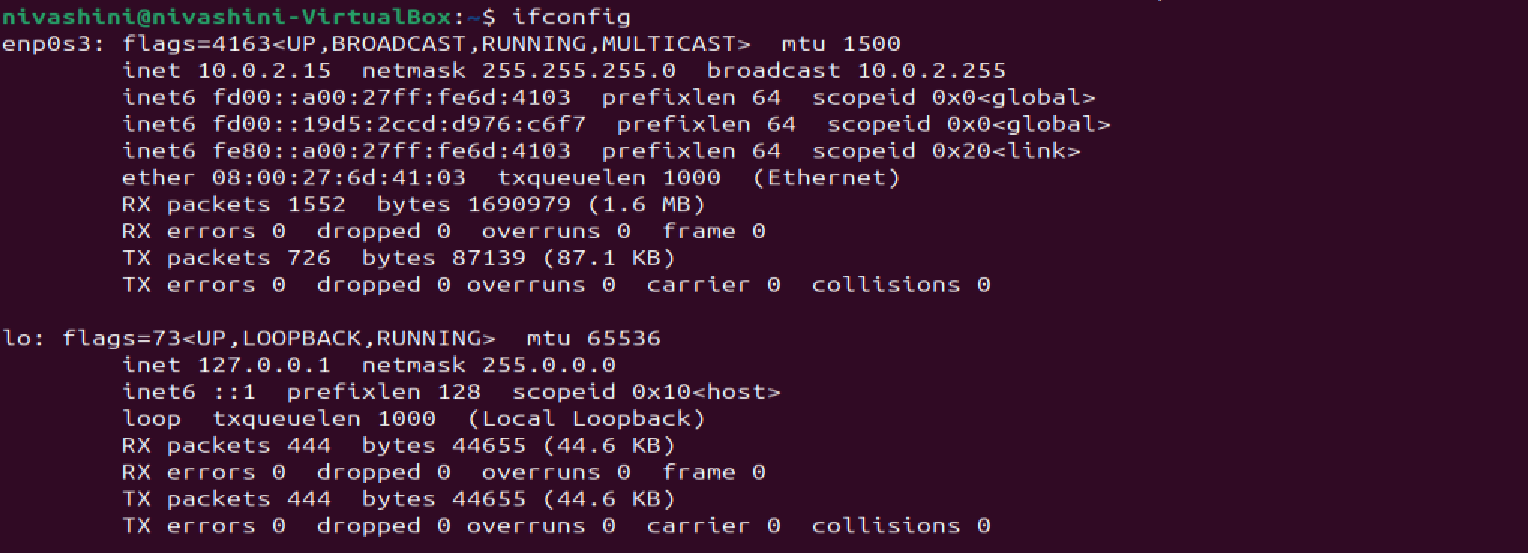 nivashini@nivashini-VirtualBox:~$ ifconfig
enp0s3: flags=4163<UP,BROADCAST,RUNNING,MULTICAST>  mtu 1500
        inet 10.0.2.15  netmask 255.255.255.0  broadcast 10.0.2.255
        inet6 fd00::a00:27ff:fe6d:4103  prefixlen 64  scopeid 0x0<global>
        inet6 fd00::19d5:2ccd:d976:c6f7  prefixlen 64  scopeid 0x0<global>
        inet6 fe80::a00:27ff:fe6d:4103  prefixlen 64  scopeid 0x20<link>
        ether 08:00:27:6d:41:03  txqueuelen 1000  (Ethernet)
        RX packets 1552  bytes 1690979 (1.6 MB)
        RX errors 0  dropped 0  overruns 0  frame 0
        TX packets 726  bytes 87139 (87.1 KB)
        TX errors 0  dropped 0 overruns 0  carrier 0  collisions 0

lo: flags=73<UP,LOOPBACK,RUNNING>  mtu 65536
        inet 127.0.0.1  netmask 255.0.0.0
        inet6 ::1  prefixlen 128  scopeid 0x10<host>
        loop  txqueuelen 1000  (Local Loopback)
        RX packets 444  bytes 44655 (44.6 KB)
        RX errors 0  dropped 0  overruns 0  frame 0
        TX packets 444  bytes 44655 (44.6 KB)
        TX errors 0  dropped 0 overruns 0  carrier 0  collisions 0